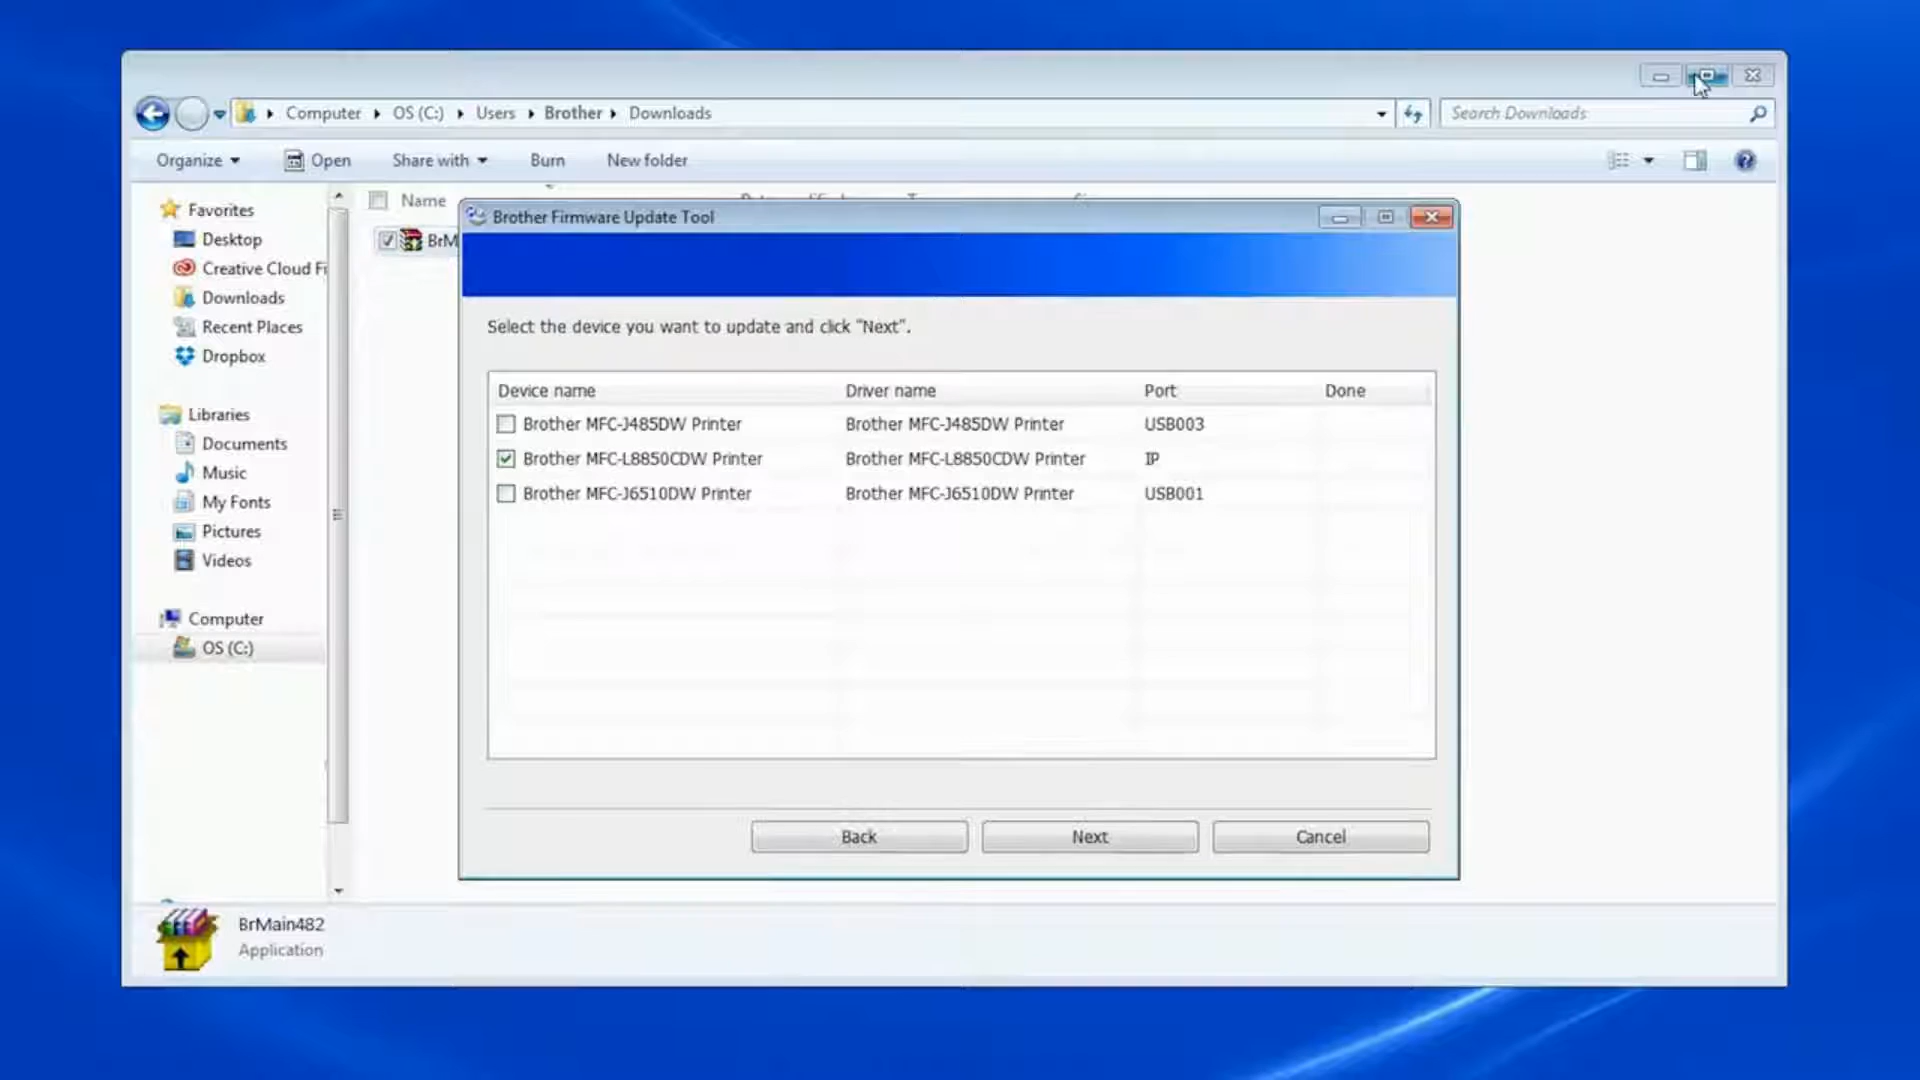 Computer ▸ OS (C:) ▸ Users ▸ Brother ▸ Downloads
Search Downloads
Organize Open Share with Burn New folder
Favorites
Desktop
Creative Cloud Fi
Downloads
Recent Places
Dropbox
Libraries
Documents
Music
My Fonts
Pictures
Videos
Computer
OS (C:)
Name
BrM
Brother Firmware Update Tool
Select the device you want to update and click "Next".
Device name Driver name Port Done
Brother MFC-J485DW Printer Brother MFC-J485DW Printer USB003
Brother MFC-L8850CDW Printer Brother MFC-L8850CDW Printer IP
Brother MFC-J6510DW Printer Brother MFC-J6510DW Printer USB001
Back Next Cancel
BrMain482
Application